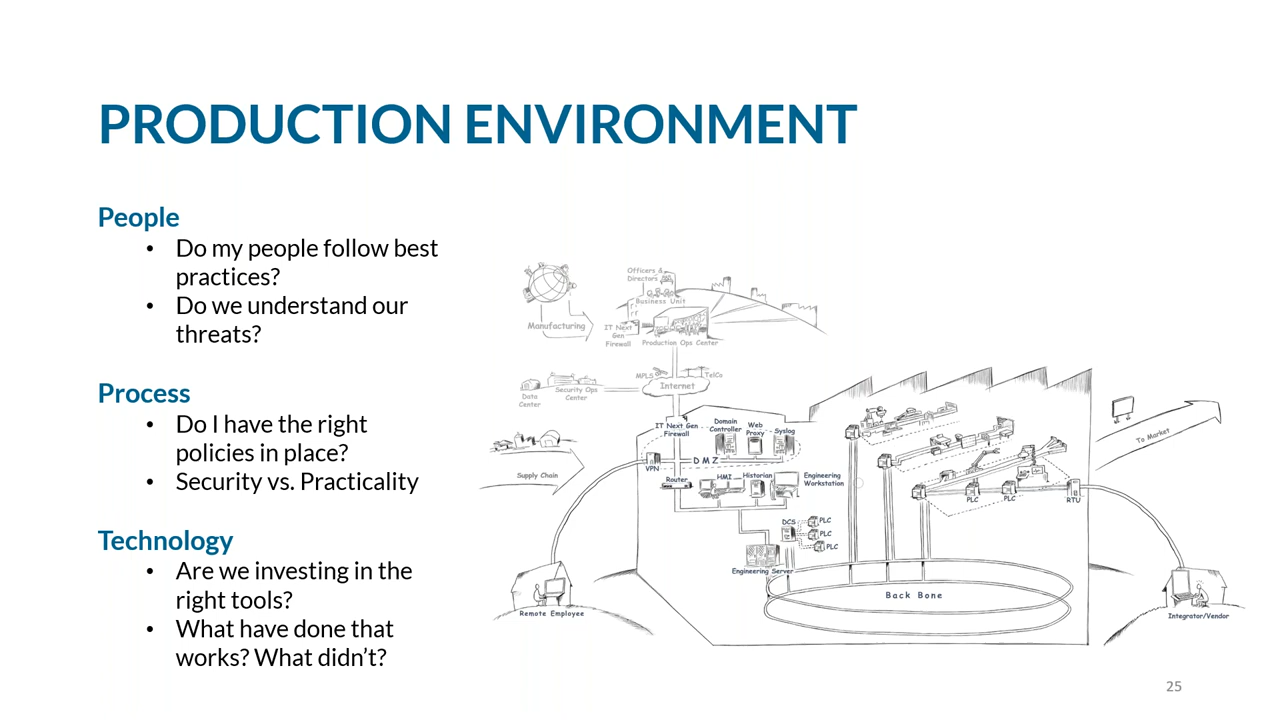 PRODUCTION ENVIRONMENT
People
• Do my people follow best
practices?
• Do we understand our
threats?
Process
• Do I have the right
policies in place?
• Security vs. Practicality
Technology
• Are we investing in the
right tools?
• What have done that
works? What didn't?
Manufacturing
Officers &
Directors
Business Unit
IT Next
Gen
Firewall
Production Ops Center
MPLS
TelCo
Internet
Data
Center
Security Ops
Center
Supply Chain
IT Next Gen
Firewall
Domain
Controller
Web
Proxy
Syslog
VPN
DMZ
Router
HMI
Historian
Engineering
Workstation
DCS
PLC
PLC
PLC
Engineering Server
Back Bone
PLC
PLC
RTU
To Market
Remote Employee
Integrator/Vendor
25